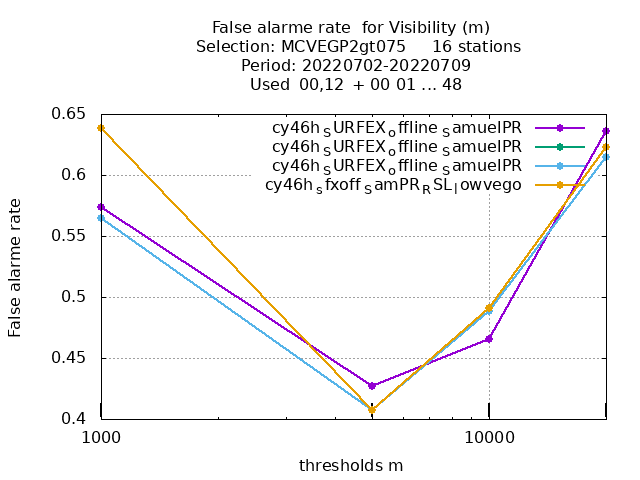 False alarme rate  for Visibility (m)
Selection: MCVEGP2gt075     16 stations
Period: 20220702-20220709
Used  00,12  + 00 01 ... 48
cy46h_SURFEX_offline_SamuelPR
cy46h_SURFEX_offline_SamuelPR
cy46h_SURFEX_offline_SamuelPR
cy46h_sfxoff_SamPR_RSL_lowvego
0.65
0.6
0.55
0.5
0.45
0.4
False alarme rate
1000
10000
thresholds m